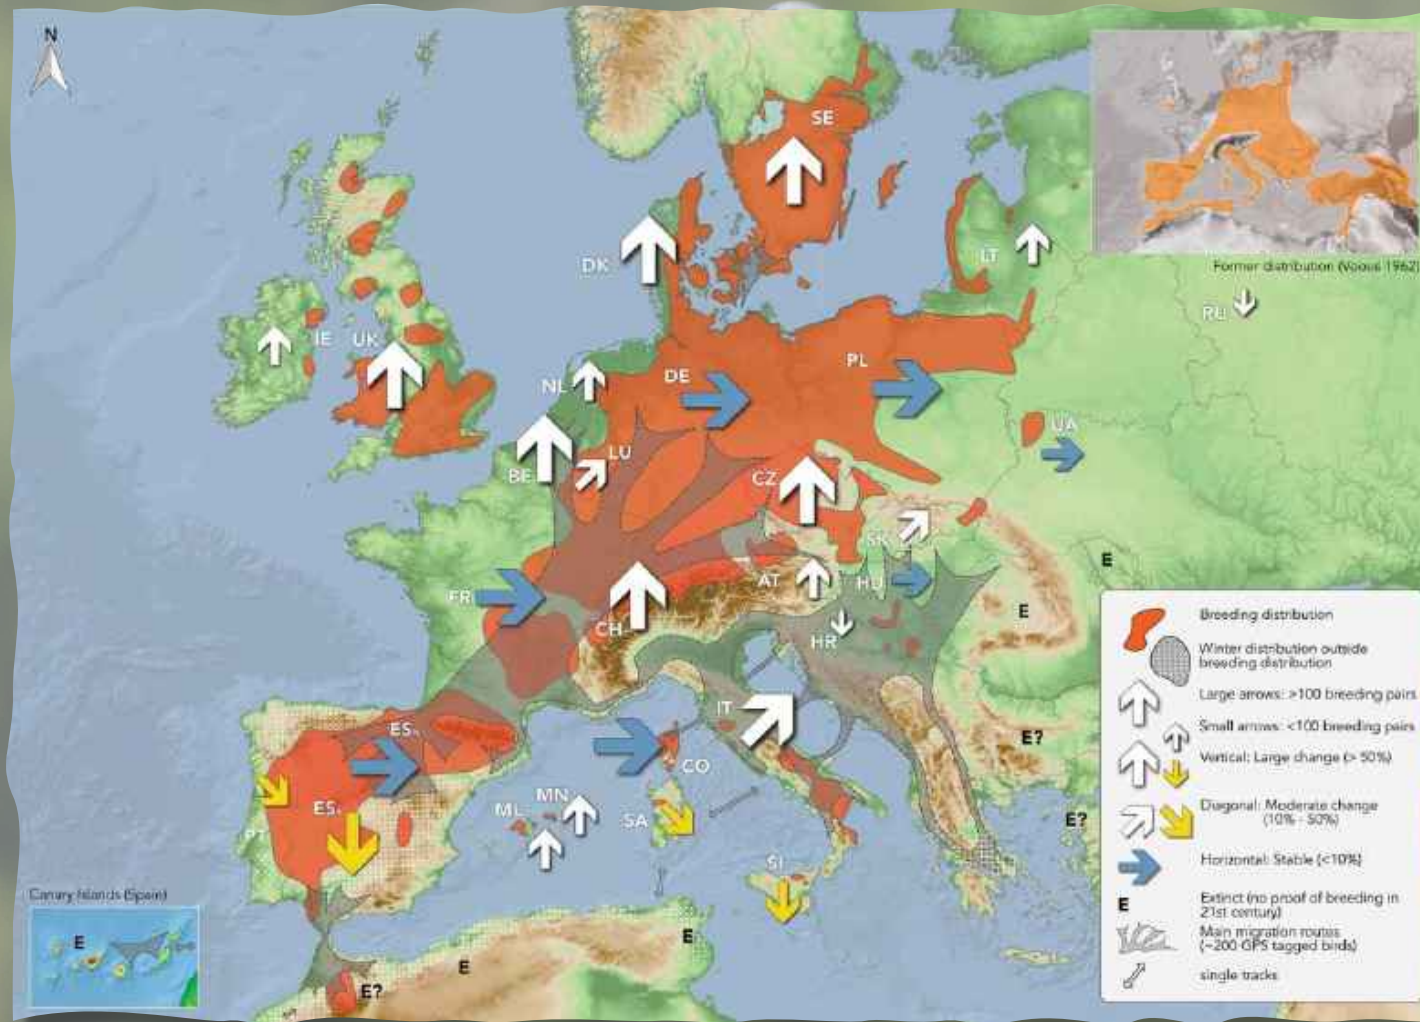 N
SE
DK
LT
Former distribution (Voous 1962)
RU
IE
UK
NL
DE
PL
UA
BE
LU
CZ
SK
FR
AT
HU
E
CH
HR
E
IT
ES
E?
CO
ES
MN
ML
SA
E?
PT
SI
Canary Islands (Spain)
E
E
E
E?
Breeding distribution
Winter distribution outside
breeding distribution
Large arrows: >100 breeding pairs
Small arrows: <100 breeding pairs
Vertical: Large change (> 50%)
Diagonal: Moderate change
(10% - 50%)
Horizontal: Stable (<10%)
E
Extinct (no proof of breeding in
21st century)
Main migration routes
(~200 GPS tagged birds)
single tracks